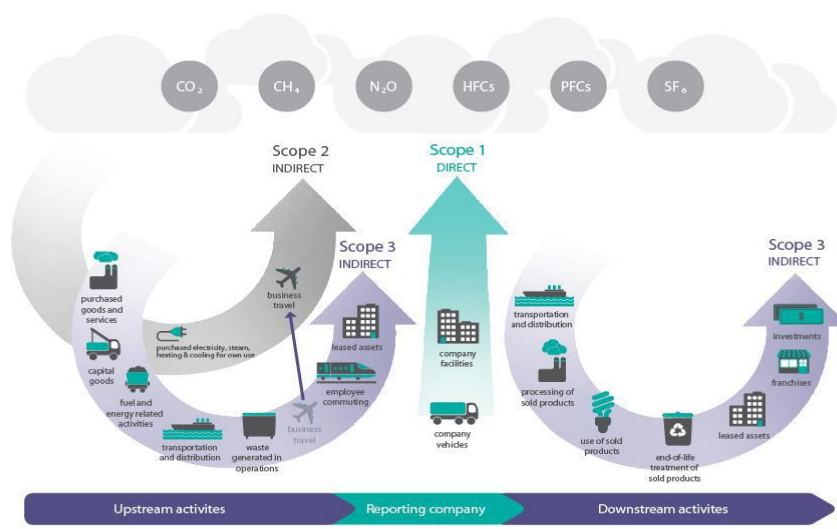 CO₂
CH₄
N₂O
HFCs
PFCs
SF₆
Scope 2
INDIRECT
Scope 1
DIRECT
Scope 3
INDIRECT
Scope 3
INDIRECT
purchased
goods and
services
capital
goods
fuel and
energy related
activities
purchased electricity, steam,
heating & cooling for own use
business
travel
transportation
and distribution
waste
generated in
operations
business
travel
employee
commuting
leased assets
company
facilities
company
vehicles
transportation
and distribution
processing of
sold products
use of sold
products
end-of-life
treatment of
sold products
leased assets
franchises
investments
Upstream activites
Reporting company
Downstream activites